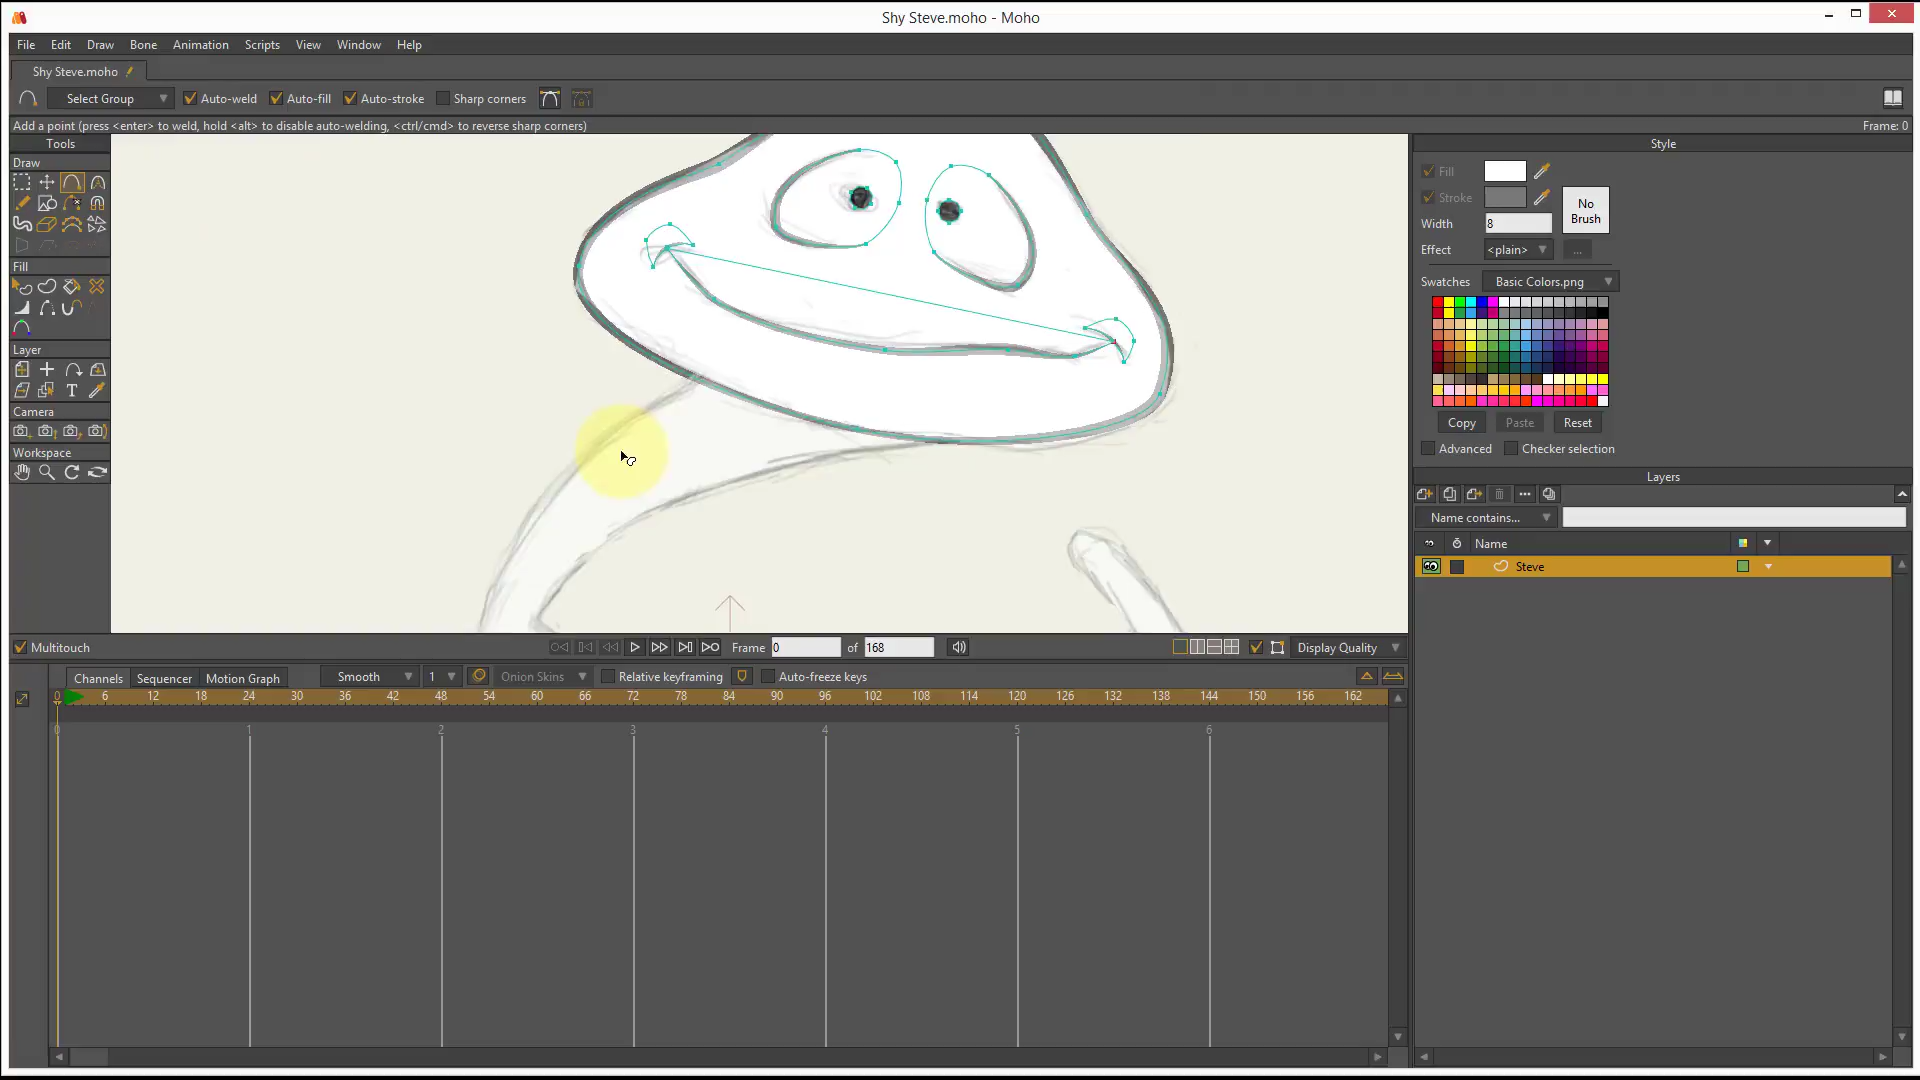 Shy Steve.moho - Moho
File Edit Draw Bone Animation Scripts View Window Help
Shy Steve.moho
Select Group Auto-weld Auto-fill Auto-stroke Sharp corners
Add a point (press <enter> to weld, hold <alt> to disable auto-welding, <ctrl/cmd> to reverse sharp corners) Frame: 0
Tools
Draw
Fill
Layer
T
Camera
Workspace
Style
Fill
Stroke
No
Brush
Width 8
Effect <plain> ...
Swatches Basic Colors.png
Copy Paste Reset
Advanced Checker selection
Layers
Name contains...
Name
Steve
Multitouch Frame 0 of 168 Display Quality
Channels Sequencer Motion Graph Smooth 1 Onion Skins Relative keyframing Auto-freeze keys
0 6 12 18 24 30 36 42 48 54 60 66 72 78 84 90 96 102 108 114 120 126 132 138 144 150 156 162
0 1 2 3 4 5 6